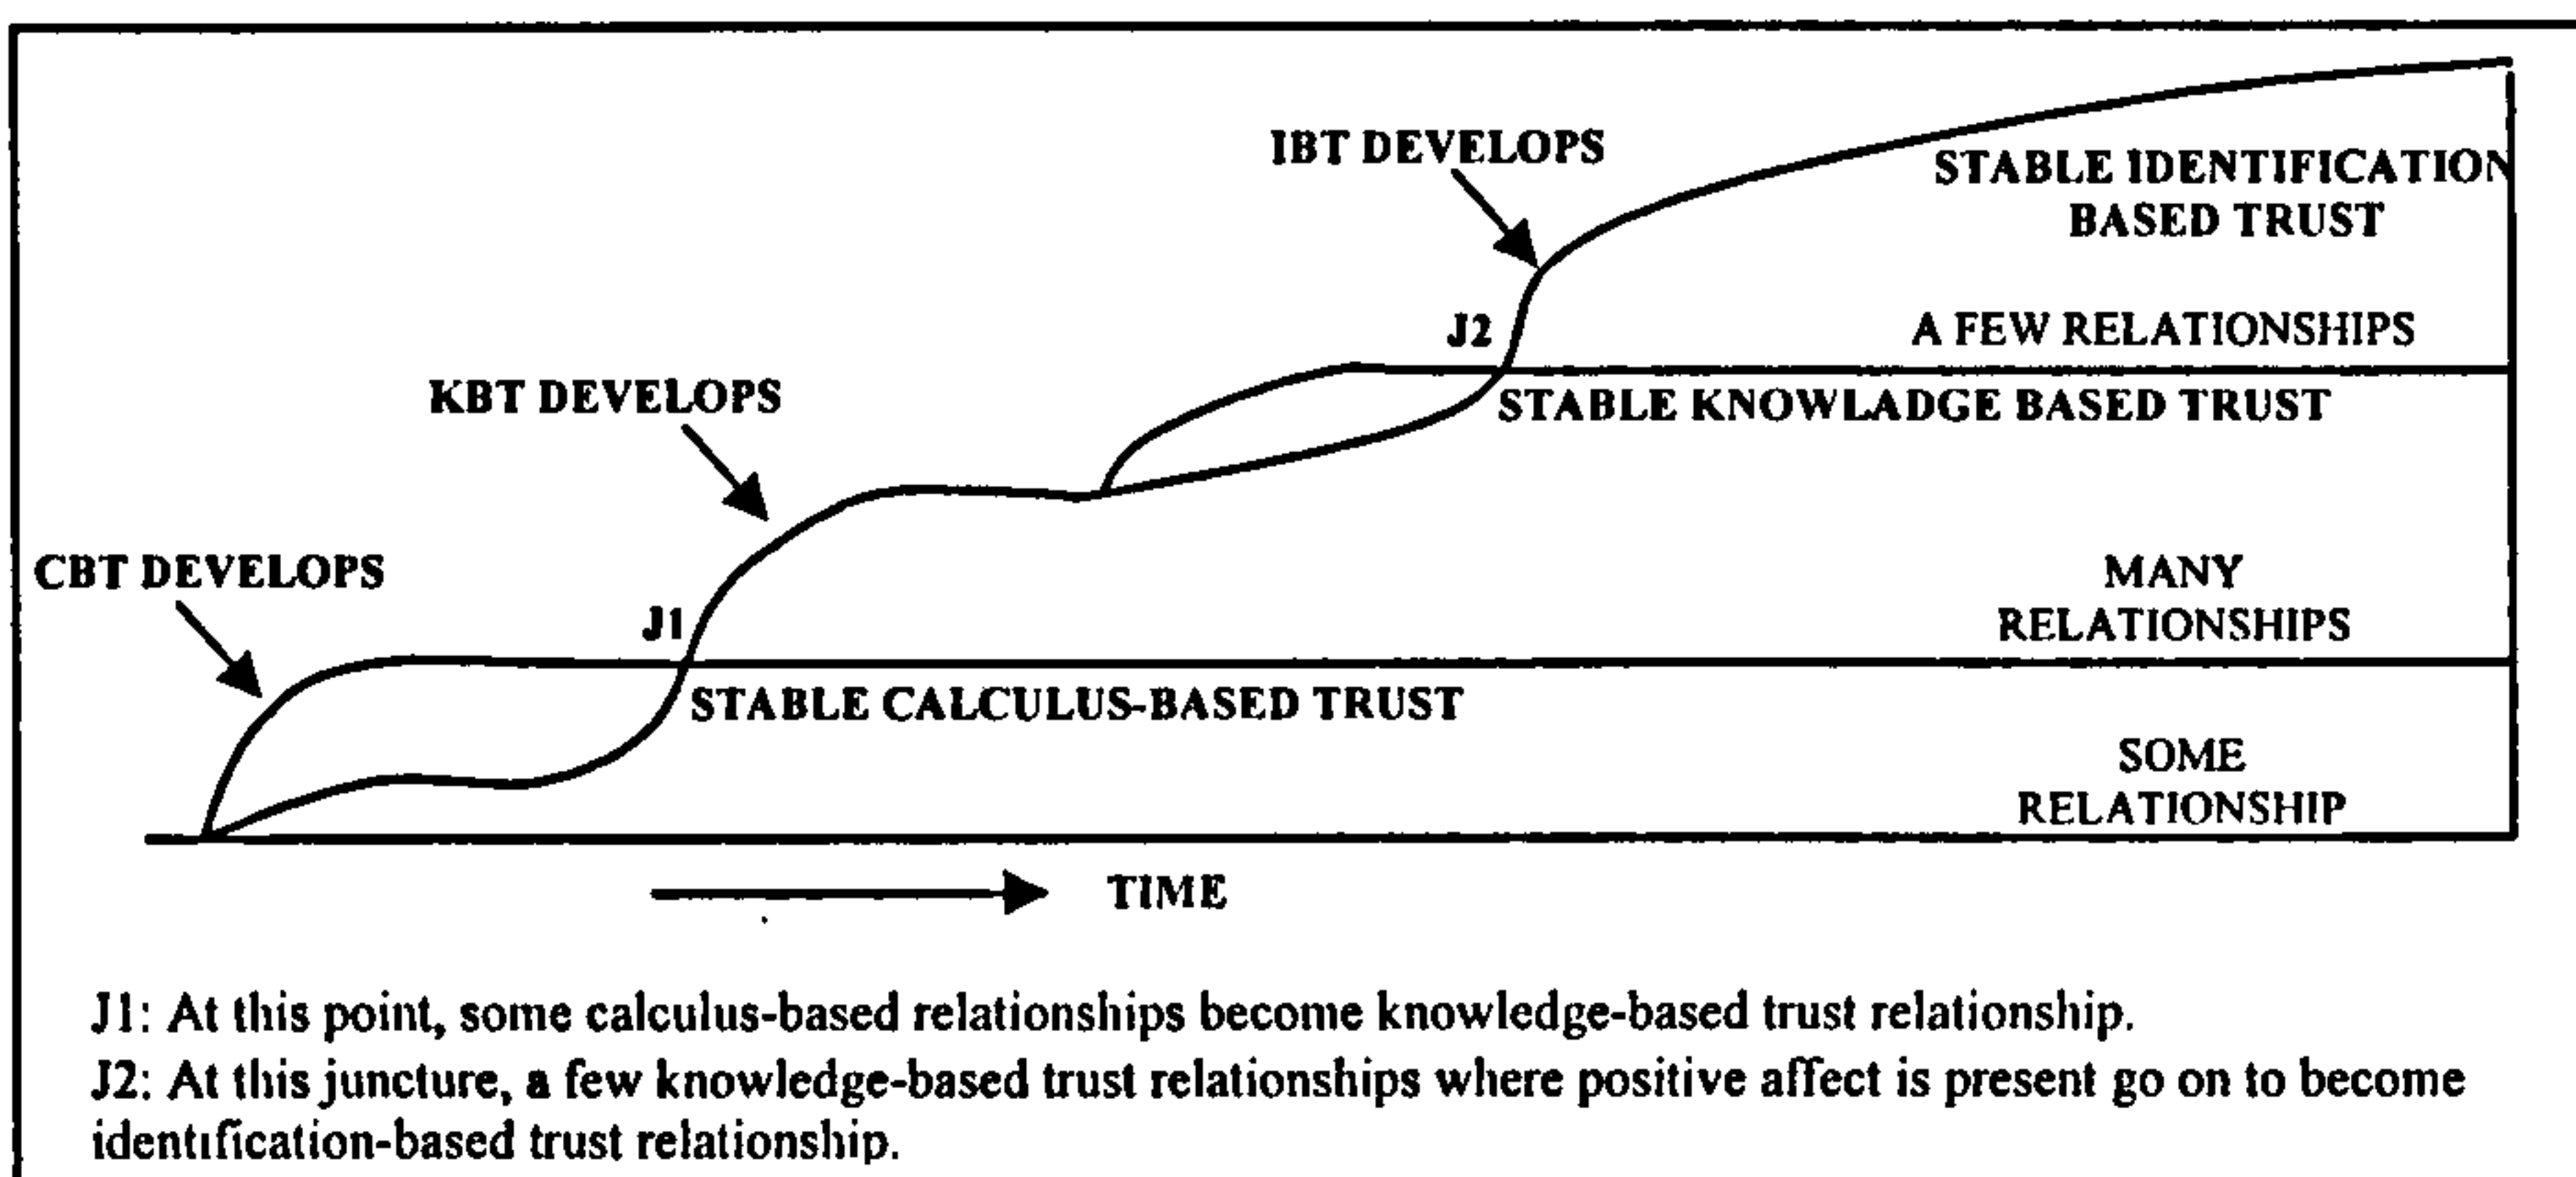 IBT DEVELOPS
STABLE IDENTIFICATION
BASED TRUST
J2
A FEW RELATIONSHIPS
KBT DEVELOPS
STABLE KNOWLADGE BASED TRUST
CBT DEVELOPS
MANY
RELATIONSHIPS
J1
STABLE CALCULUS-BASED TRUST
SOME
RELATIONSHIP
TIME
J1: At this point, some calculus-based relationships become knowledge-based trust relationship.
J2: At this juncture, a few knowledge-based trust relationships where positive affect is present go on to become
identification-based trust relationship.